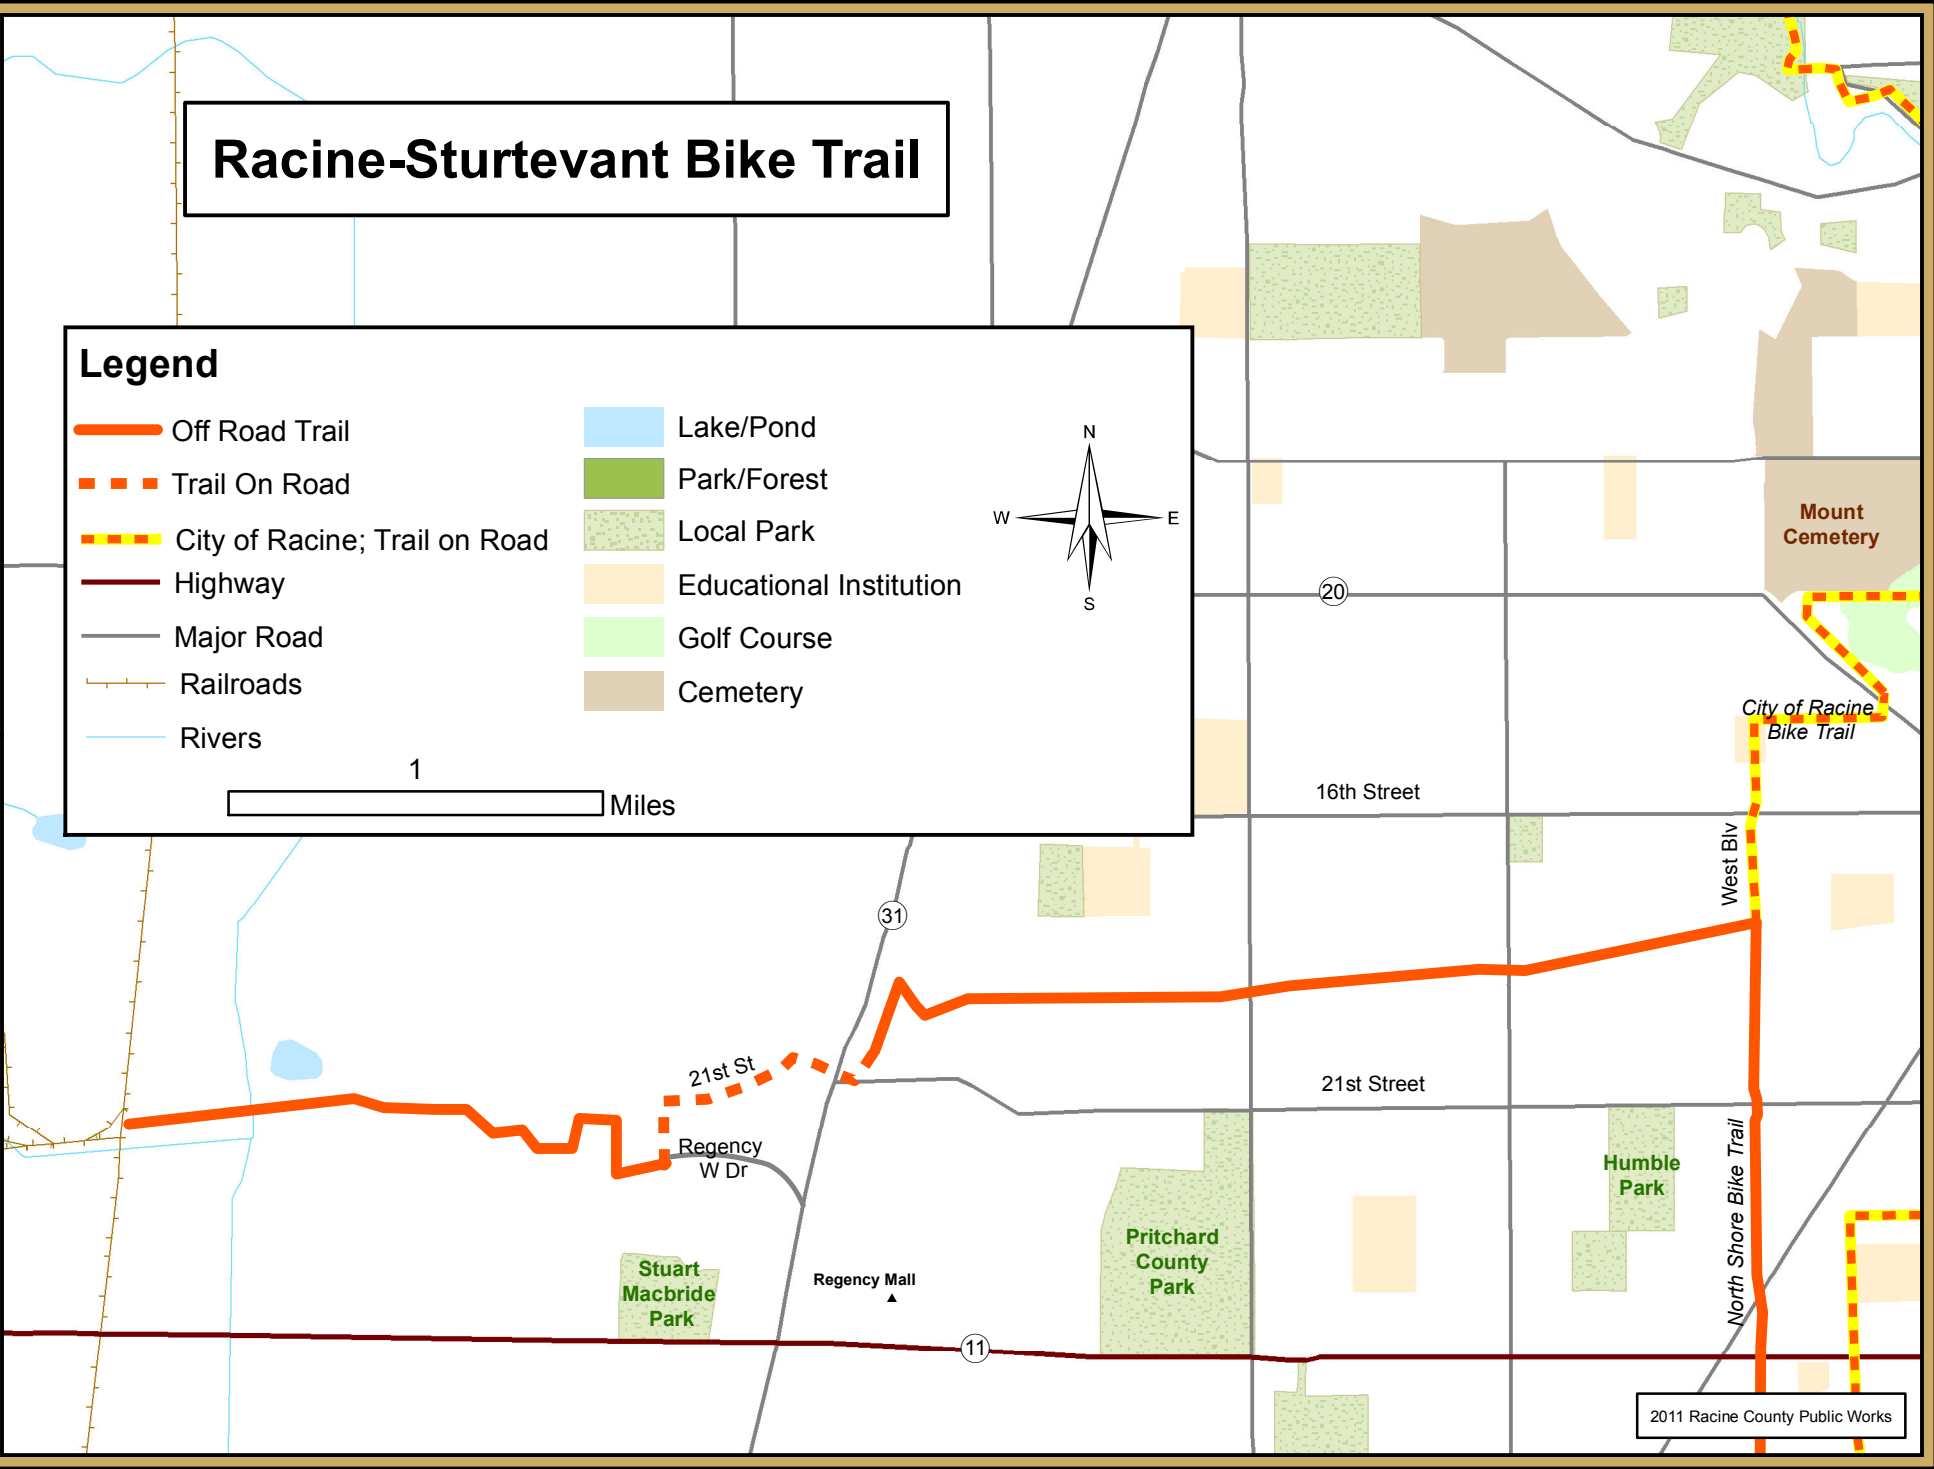 Racine-Sturtevant Bike Trail
Legend
Off Road Trail
Trail On Road
City of Racine; Trail on Road
Highway
Major Road
Railroads
Rivers
1
Miles
Lake/Pond
Park/Forest
Local Park
Educational Institution
Golf Course
Cemetery
N
W
E
S
Mount
Cemetery
20
City of Racine
Bike Trail
16th Street
West Blv
31
21st St
21st Street
Regency
W Dr
North Shore Bike Trail
Humble
Park
Pritchard
County
Park
Stuart
Macbride
Park
Regency Mall
11
2011 Racine County Public Works